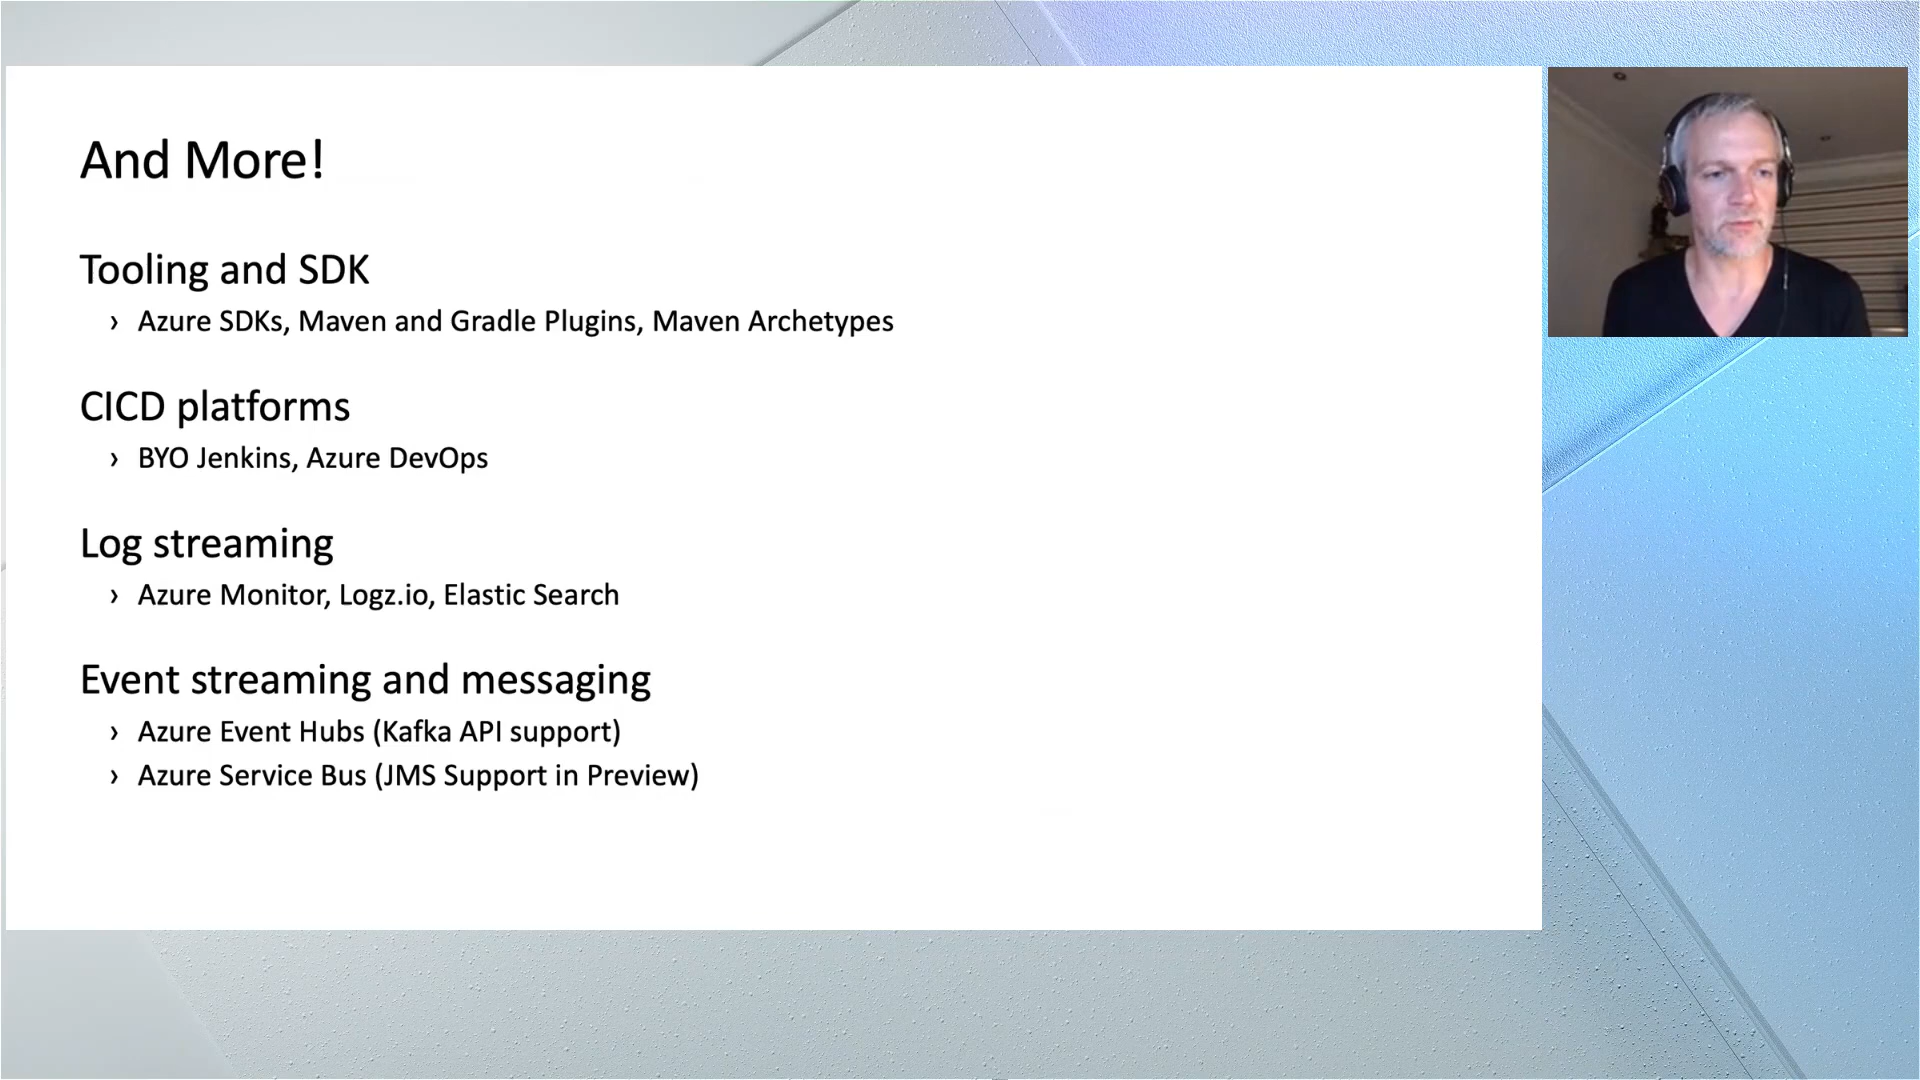 And More!
Tooling and SDK
› Azure SDKs, Maven and Gradle Plugins, Maven Archetypes
CICD platforms
› BYO Jenkins, Azure DevOps
Log streaming
› Azure Monitor, Logz.io, Elastic Search
Event streaming and messaging
› Azure Event Hubs (Kafka API support)
› Azure Service Bus (JMS Support in Preview)